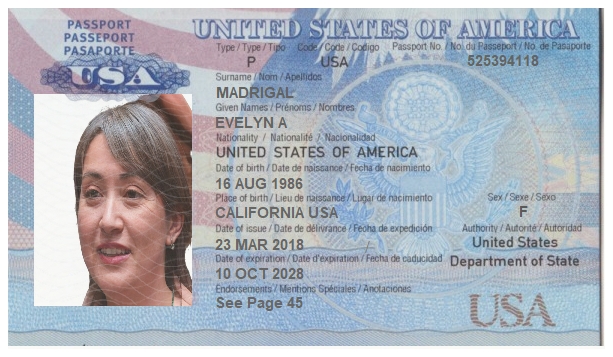 PASSPORT
PASSEPORT
PASAPORTE
USA
UNITED STATES OF AMERICA
Type / Type / Tipo Code / Code / Codigo Passport No. / No. du Passeport / No. de Pasaporte
P USA 525394118
Surname / Nom / Apellidos
MADRIGAL
Given Names / Prénoms / Nombres
EVELYN A
Nationality / Nationalité / Nacionalidad
UNITED STATES OF AMERICA
Date of birth / Date de naissance / Fecha de nacimiento
16 AUG 1986
Place of birth / Lieu de naissance / Lugar de nacimiento Sex / Sexe / Sexo
CALIFORNIA USA F
Date of issue / Date de délivrance / Fecha de expedición Authority / Autorité / Autoridad
23 MAR 2018 United States
Date of expiration / Date d'expiration / Fecha de caducidad Department of State
10 OCT 2028
Endorsements / Mentions Spéciales / Anotaciones
See Page 45
USA